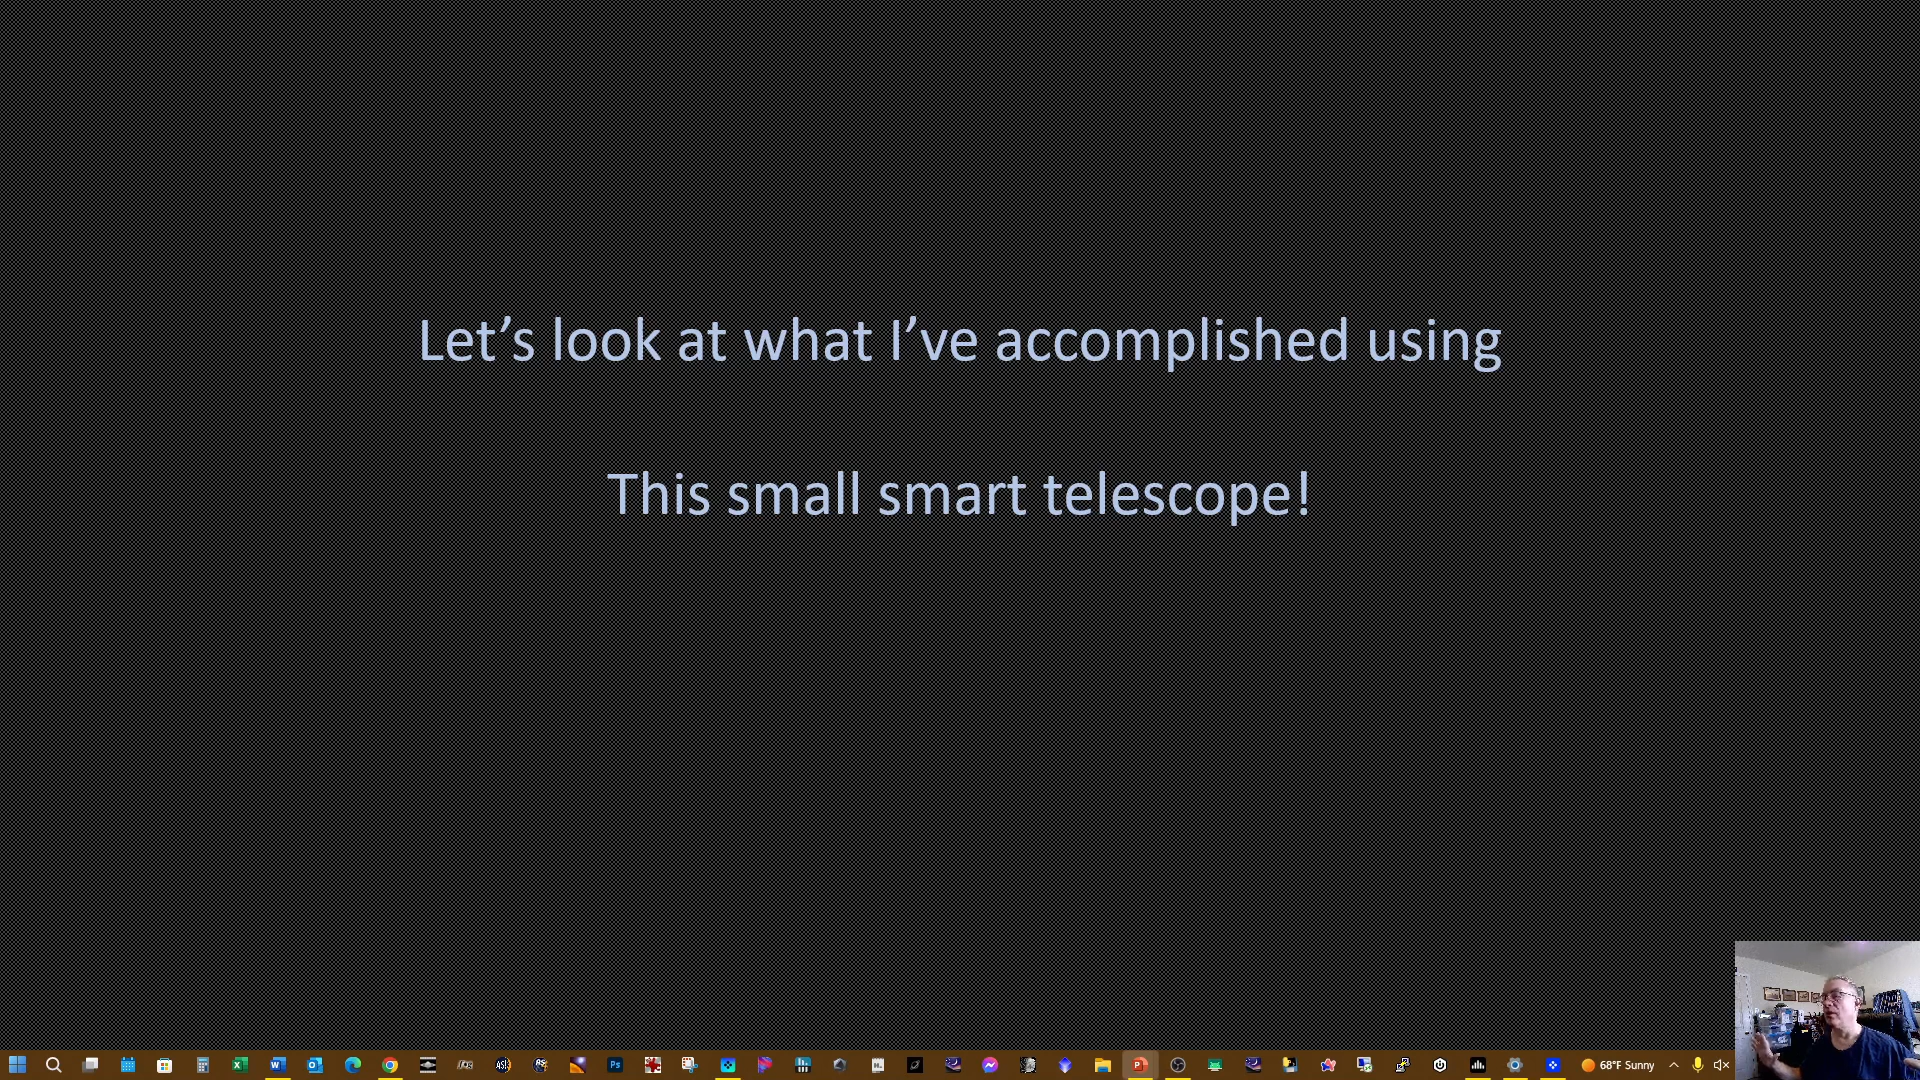 Let’s look at what I’ve accomplished using
This small smart telescope!
68°F Sunny